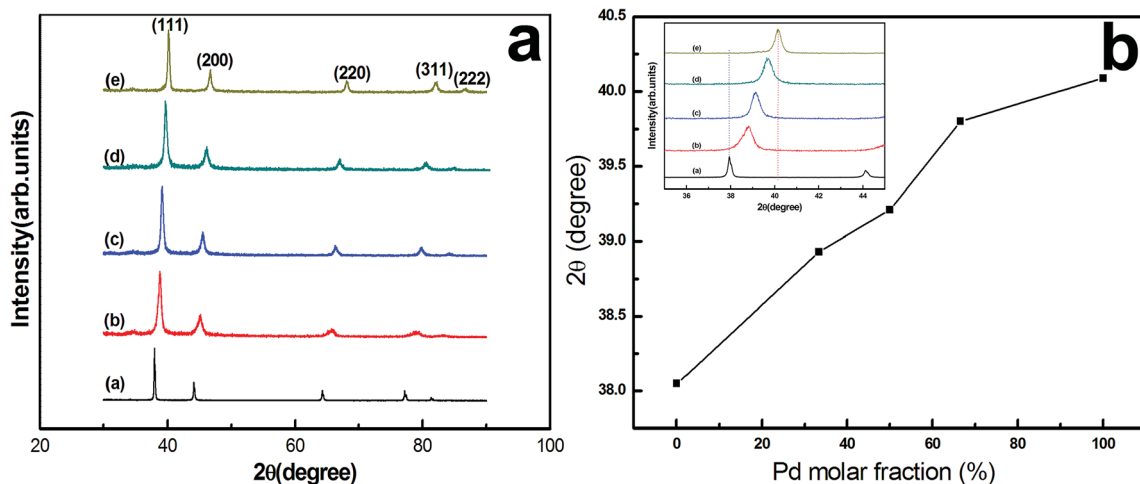 a
(111)
(200)
(220)
(311)
(222)
(e)
(d)
(c)
(b)
(a)
Intensity(arb.units)
20
40
60
80
100
2θ(degree)
b
40.5
40.0
39.5
39.0
38.5
38.0
2θ (degree)
0
20
40
60
80
100
Pd molar fraction (%)
(e)
(d)
(c)
(b)
(a)
Intensity(arb.units)
36
38
40
42
44
2θ(degree)